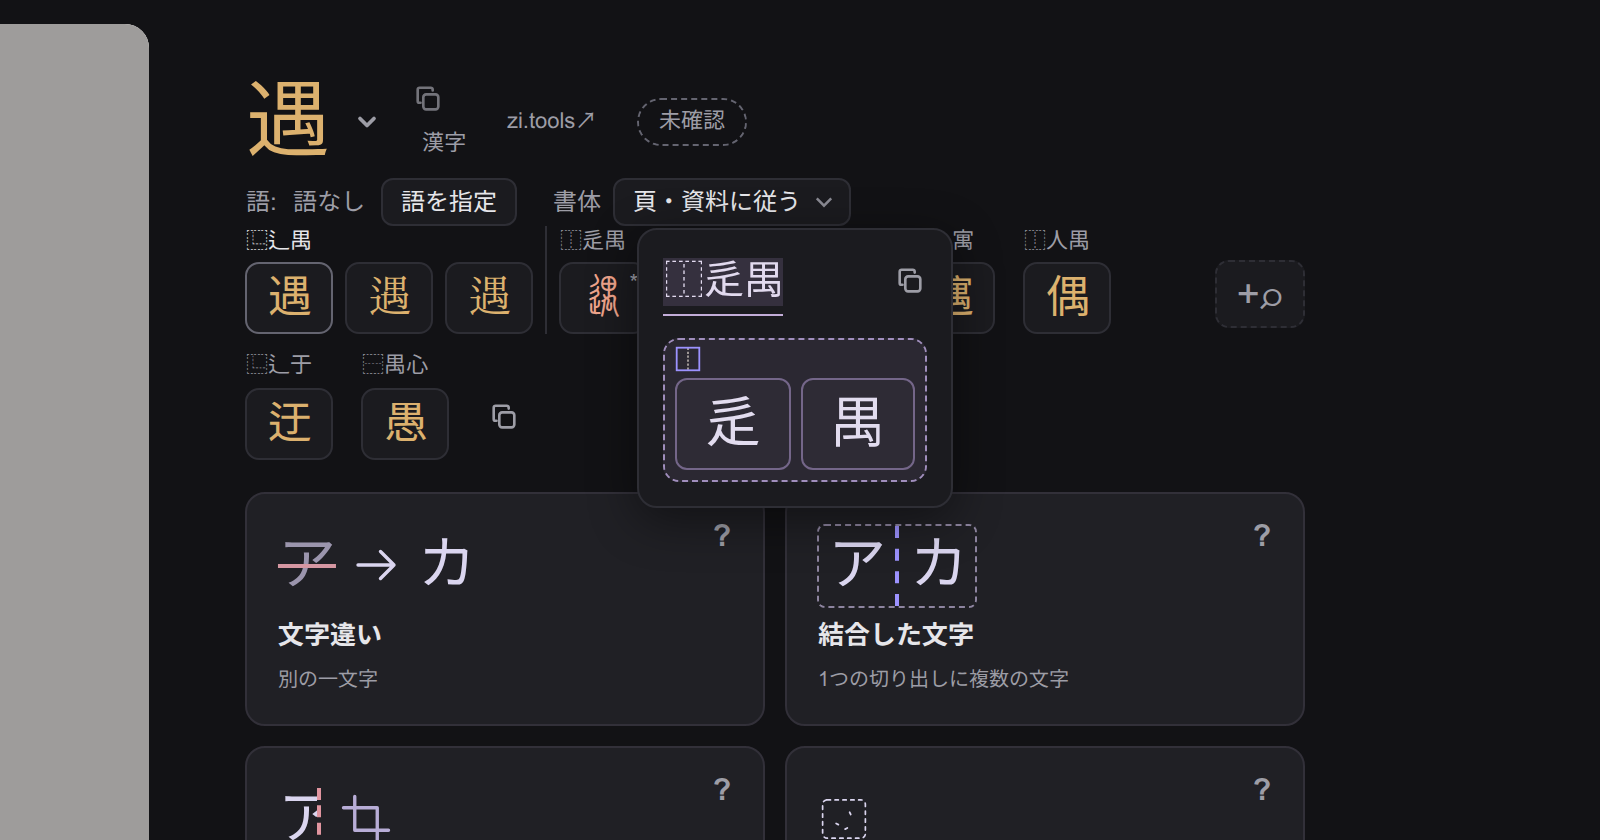 遇
漢字 zi.tools↗ 未確認
語: 語なし 語を指定 書体 頁・資料に従う
⿺辶禺 ⿰辵禺 寓 ⿰人禺
遇 遇 遇 * 偶 +
⿰辵禺
⿰
辵 禺
⿺辶于 ⿱禺心
迂 愚
ア → カ ?
文字違い
別の一文字
ア カ ?
結合した文字
1つの切り出しに複数の文字
ア ?
?